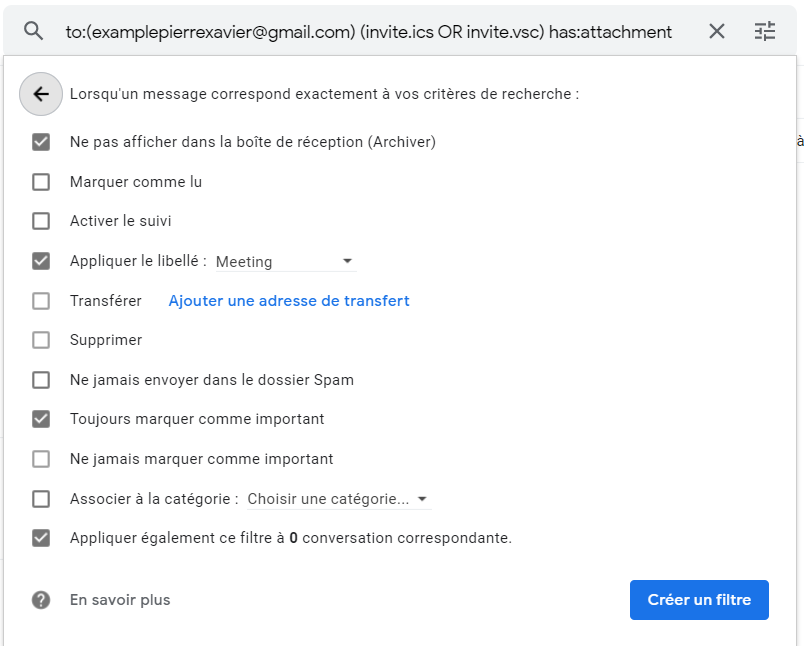 to:(examplepierrexavier@gmail.com) (invite.ics OR invite.vsc) has:attachment
Lorsqu'un message correspond exactement à vos critères de recherche :
Ne pas afficher dans la boîte de réception (Archiver)
à
Marquer comme lu
Activer le suivi
Appliquer le libellé : Meeting
Transférer Ajouter une adresse de transfert
Supprimer
Ne jamais envoyer dans le dossier Spam
Toujours marquer comme important
Ne jamais marquer comme important
Associer à la catégorie : Choisir une catégorie...
Appliquer également ce filtre à 0 conversation correspondante.
? En savoir plus
Créer un filtre